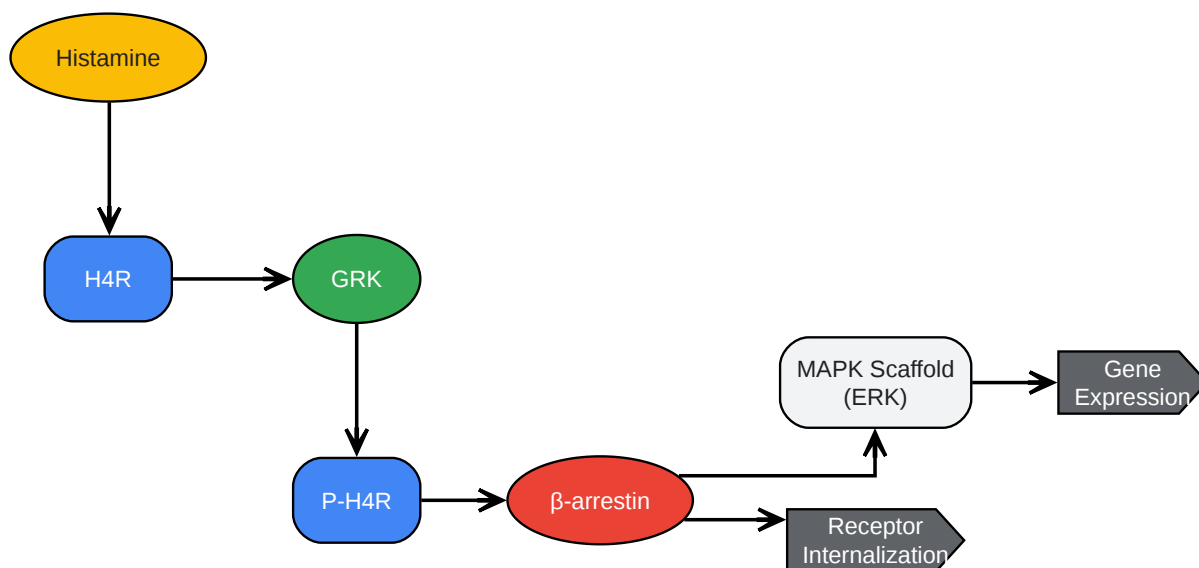 Histamine
H4R
GRK
P-H4R
β-arrestin
MAPK Scaffold
(ERK)
Gene
Expression
Receptor
Internalization